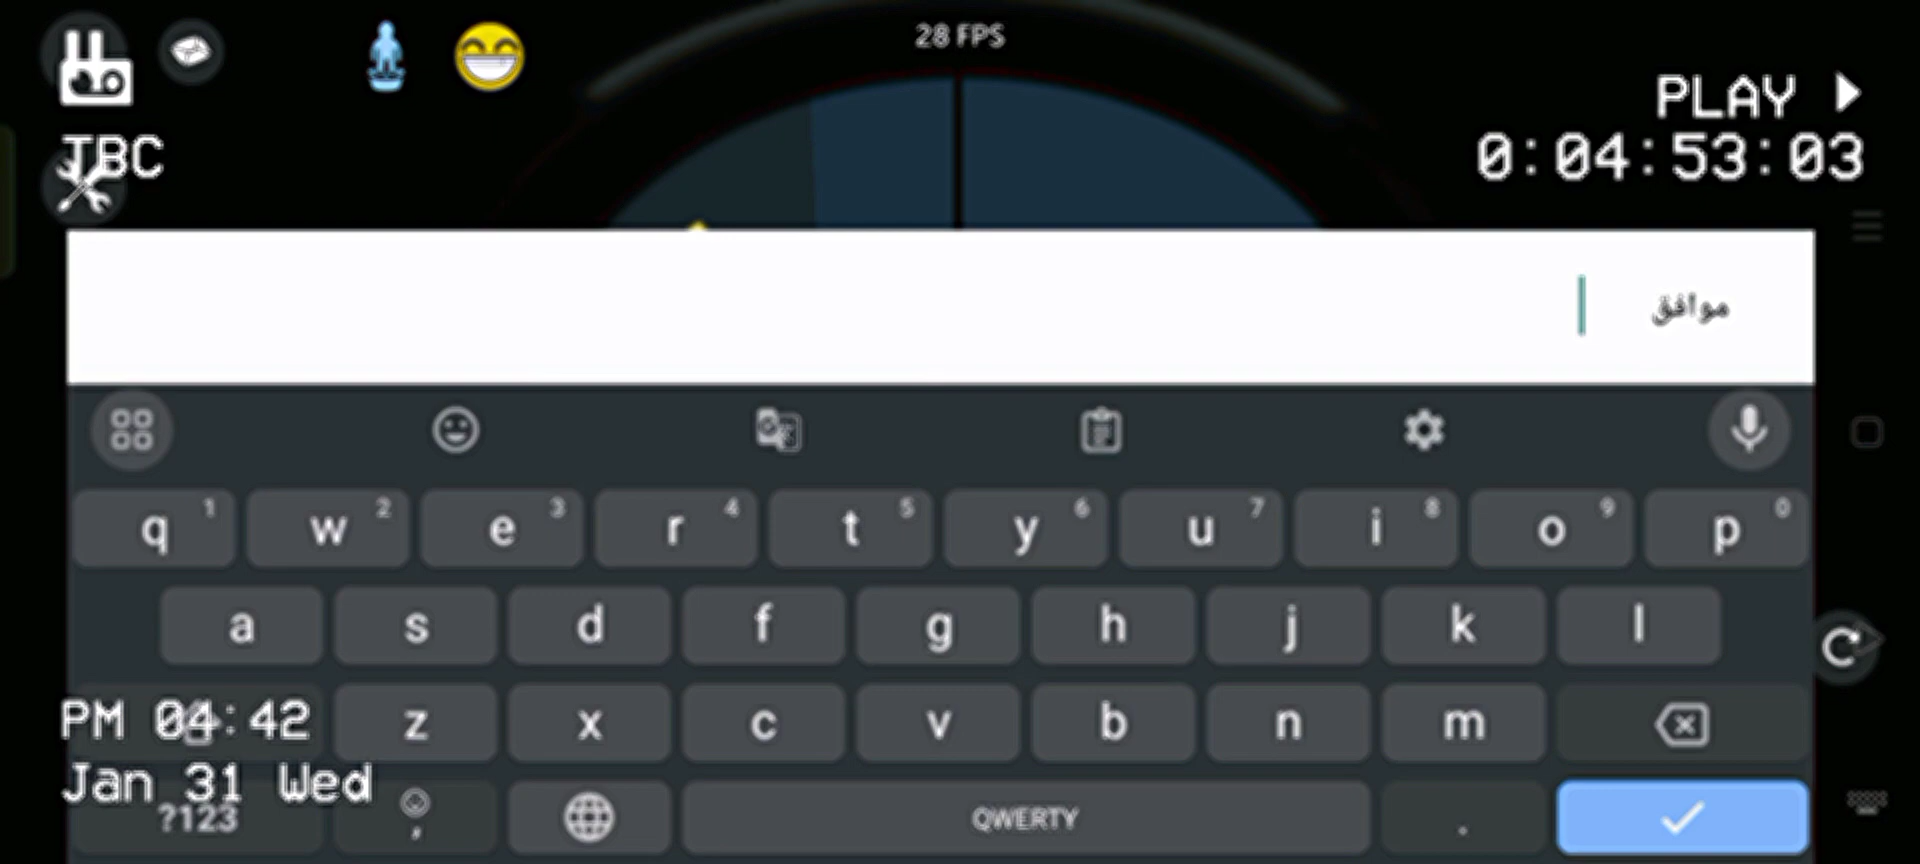 28 FPS
PLAY
TBC
0:04:53:03
موافق
q 1 w 2 e 3 r 4 t 5 y 6 u 7 i 8 o 9 p 0
a s d f g h j k l
PM 04:42
z x c v b n m
Jan 31 Wed
?123 , QWERTY .